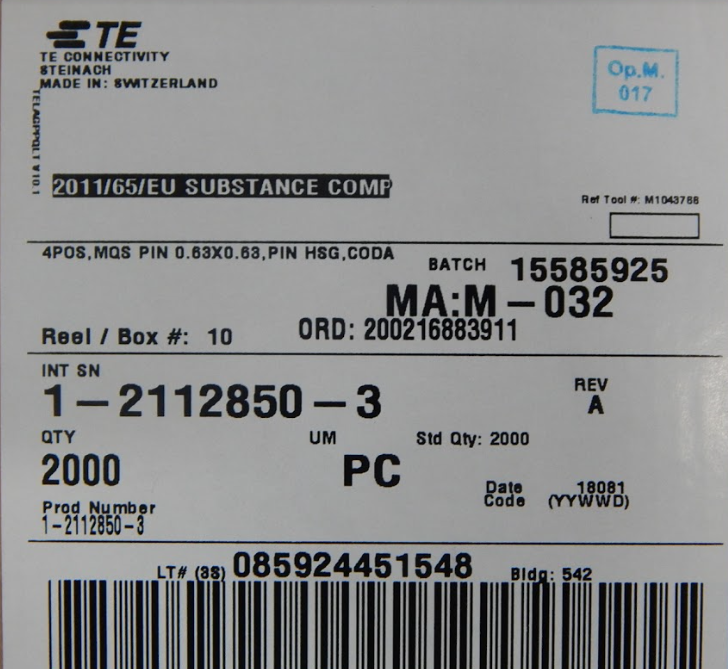 TE
TE CONNECTIVITY
STEINACH
MADE IN: SWITZERLAND
Op.M.
017
2011/65/EU SUBSTANCE COMP
Ref Tool #: M1043768
4POS,MQS PIN 0.63X0.63,PIN HSG,CODA
BATCH 15585925
MA:M-032
Reel / Box #: 10 ORD: 200216883911
INT SN
1-2112850-3
REV
A
QTY UM Std Qty: 2000
2000 PC
Date Code 18081 (YYWWD)
Prod Number
1-2112850-3
LT# (3S) 085924451548 Bldg: 542